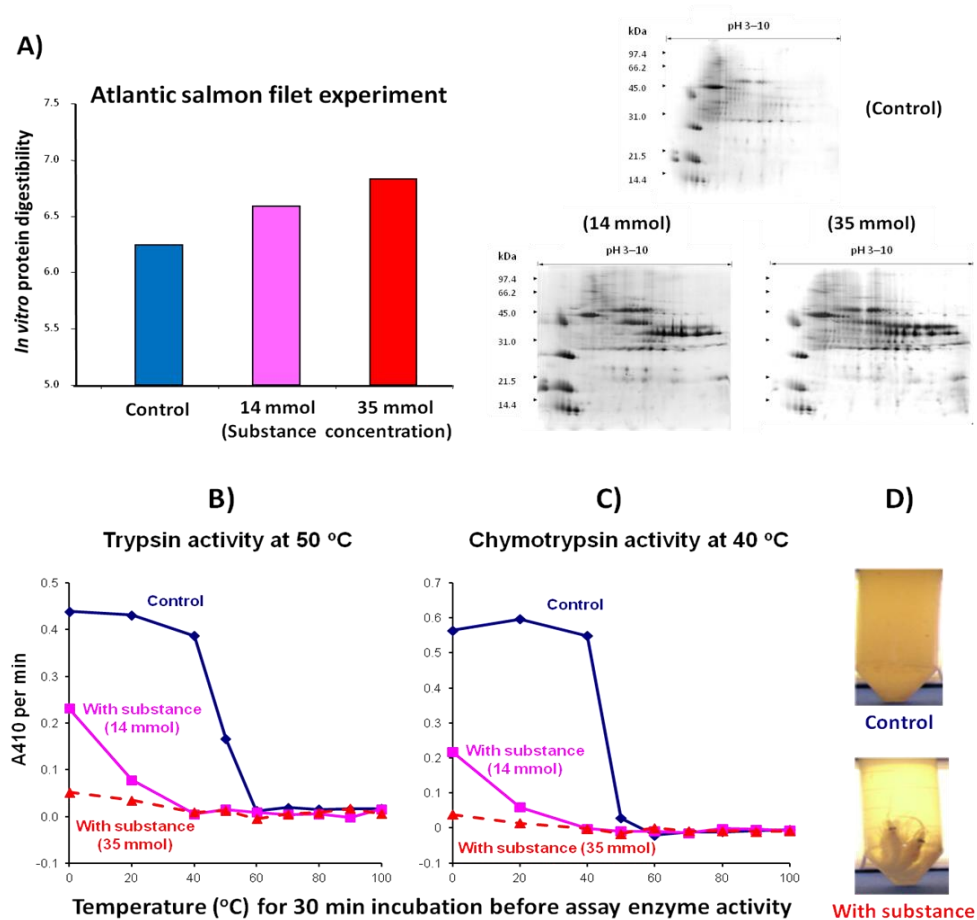 A)
Atlantic salmon filet experiment
In vitro protein digestibility
7.5
7.0
6.5
6.0
5.5
5.0
Control
14 mmol
35 mmol
(Substance concentration)
pH 3–10
kDa
97.4
66.2
45.0
31.0
21.5
14.4
(Control)
(14 mmol)
pH 3–10
kDa
97.4
66.2
45.0
31.0
21.5
14.4
(35 mmol)
pH 3–10
B)
Trypsin activity at 50 °C
A410 per min
0.5
0.4
0.3
0.2
0.1
0.0
-0.1
Control
With substance
(14 mmol)
With substance
(35 mmol)
0
20
40
60
80
100
C)
Chymotrypsin activity at 40 °C
0.7
0.6
0.5
0.4
0.3
0.2
0.1
0
-0.1
Control
With substance
(14 mmol)
With substance (35 mmol)
0
20
40
60
80
100
Temperature (°C) for 30 min incubation before assay enzyme activity
D)
Control
With substance